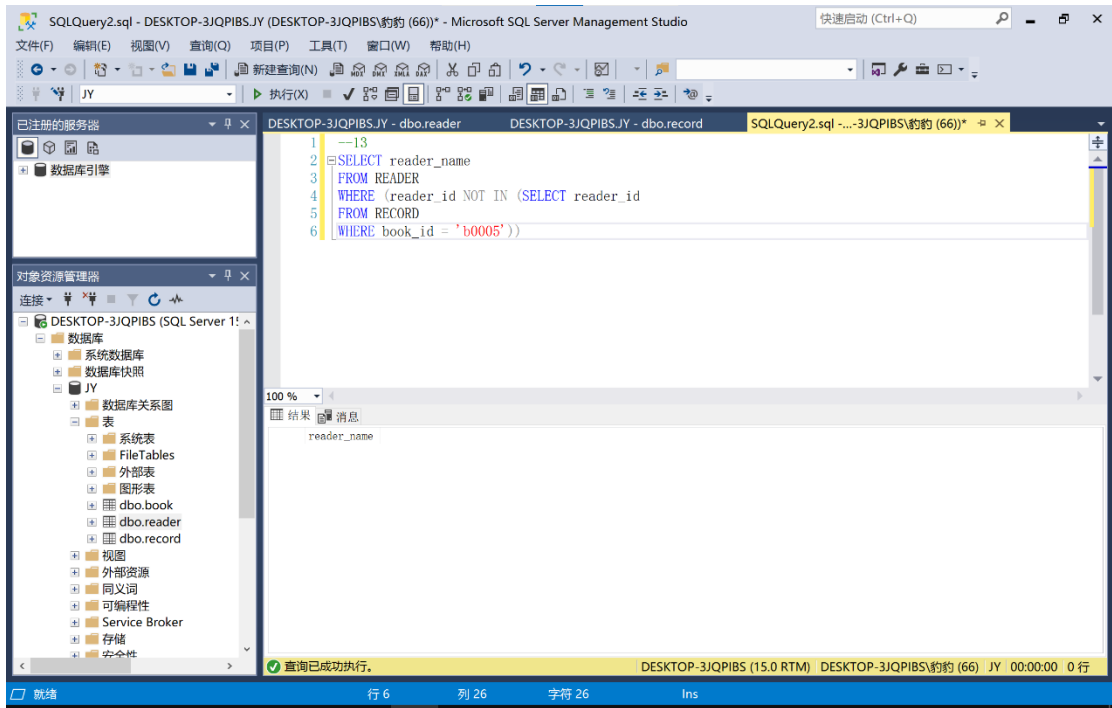 SQLQuery2.sql - DESKTOP-3JQPIBS.JY (DESKTOP-3JQPIBS\豹豹 (66))* - Microsoft SQL Server Management Studio
快速启动 (Ctrl+Q)
文件(F) 编辑(E) 视图(V) 查询(Q) 项目(P) 工具(T) 窗口(W) 帮助(H)
新建查询(N) MDX DMX XMLA DAX
JY 执行(X)
已注册的服务器
数据库引擎
DESKTOP-3JQPIBS.JY - dbo.reader DESKTOP-3JQPIBS.JY - dbo.record SQLQuery2.sql -...-3JQPIBS\豹豹 (66))*
1 --13
2 SELECT reader_name
3 FROM READER
4 WHERE (reader_id NOT IN (SELECT reader_id
5 FROM RECORD
6 WHERE book_id = 'b0005'))
对象资源管理器
连接
DESKTOP-3JQPIBS (SQL Server 15
数据库
系统数据库
数据库快照
JY
数据库关系图
表
系统表
FileTables
外部表
图形表
dbo.book
dbo.reader
dbo.record
视图
外部资源
同义词
可编程性
Service Broker
存储
安全性
100 %
结果 消息
reader_name
查询已成功执行。 DESKTOP-3JQPIBS (15.0 RTM) DESKTOP-3JQPIBS\豹豹 (66) JY 00:00:00 0 行
就绪 行 6 列 26 字符 26 Ins